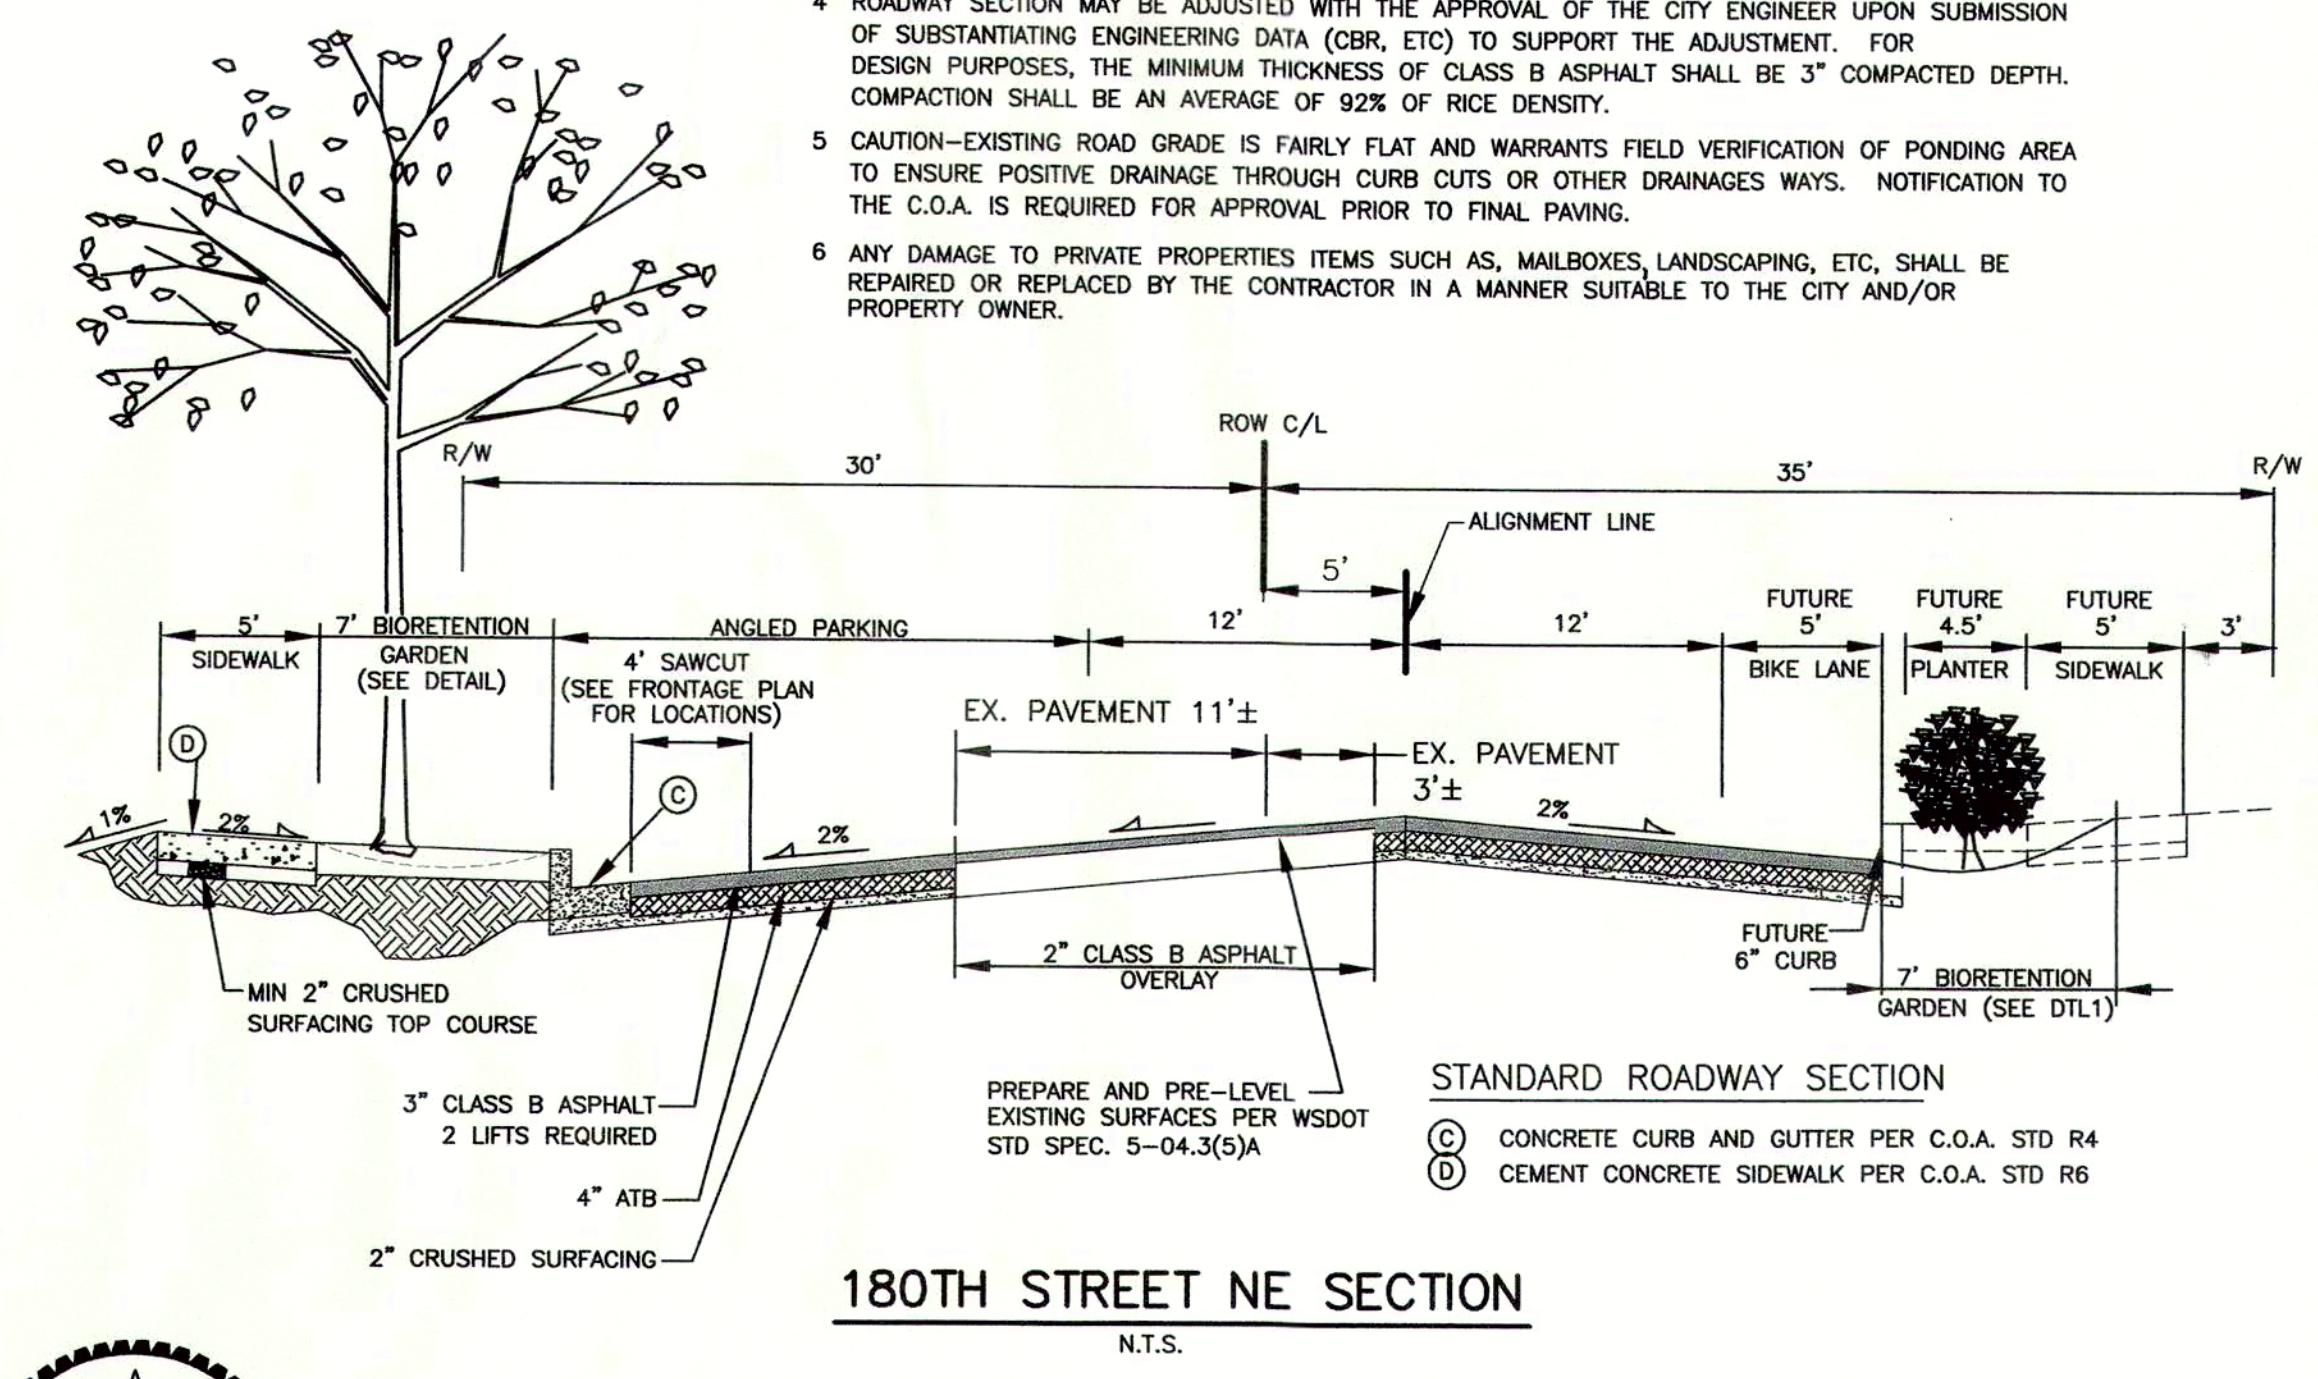 4 ROADWAY SECTION MAY BE ADJUSTED WITH THE APPROVAL OF THE CITY ENGINEER UPON SUBMISSION
OF SUBSTANTIATING ENGINEERING DATA (CBR, ETC) TO SUPPORT THE ADJUSTMENT. FOR
DESIGN PURPOSES, THE MINIMUM THICKNESS OF CLASS B ASPHALT SHALL BE 3" COMPACTED DEPTH.
COMPACTION SHALL BE AN AVERAGE OF 92% OF RICE DENSITY.
5 CAUTION-EXISTING ROAD GRADE IS FAIRLY FLAT AND WARRANTS FIELD VERIFICATION OF PONDING AREA
TO ENSURE POSITIVE DRAINAGE THROUGH CURB CUTS OR OTHER DRAINAGES WAYS. NOTIFICATION TO
THE C.O.A. IS REQUIRED FOR APPROVAL PRIOR TO FINAL PAVING.
6 ANY DAMAGE TO PRIVATE PROPERTIES ITEMS SUCH AS, MAILBOXES, LANDSCAPING, ETC, SHALL BE
REPAIRED OR REPLACED BY THE CONTRACTOR IN A MANNER SUITABLE TO THE CITY AND/OR
PROPERTY OWNER.
ROW C/L
R/W
30'
35'
R/W
ALIGNMENT LINE
5'
5'
SIDEWALK
7' BIORETENTION
GARDEN
(SEE DETAIL)
ANGLED PARKING
12'
12'
FUTURE
5'
BIKE LANE
FUTURE
4.5'
PLANTER
FUTURE
5'
SIDEWALK
3'
4' SAWCUT
(SEE FRONTAGE PLAN
FOR LOCATIONS)
EX. PAVEMENT 11'±
EX. PAVEMENT
3'±
D
C
1%
2%
2%
2%
2" CLASS B ASPHALT
OVERLAY
FUTURE
6" CURB
7' BIORETENTION
GARDEN (SEE DTL1)
MIN 2" CRUSHED
SURFACING TOP COURSE
3" CLASS B ASPHALT
2 LIFTS REQUIRED
4" ATB
2" CRUSHED SURFACING
PREPARE AND PRE-LEVEL
EXISTING SURFACES PER WSDOT
STD SPEC. 5-04.3(5)A
STANDARD ROADWAY SECTION
C CONCRETE CURB AND GUTTER PER C.O.A. STD R4
D CEMENT CONCRETE SIDEWALK PER C.O.A. STD R6
180TH STREET NE SECTION
N.T.S.